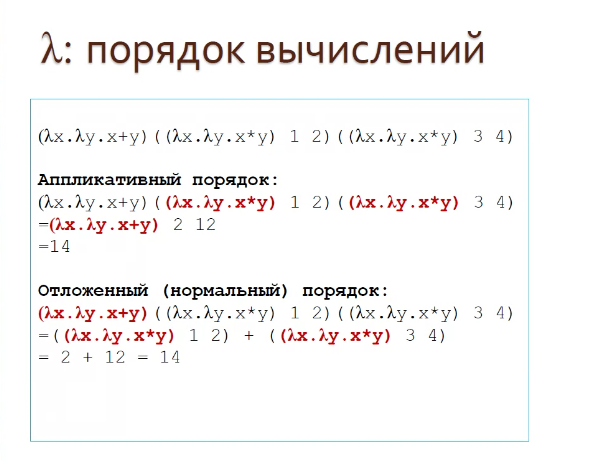 λ: порядок вычислений
(λx.λy.x+y)((λx.λy.x*y) 1 2)((λx.λy.x*y) 3 4)
Аппликативный порядок:
(λx.λy.x+y)((λx.λy.x*y) 1 2)((λx.λy.x*y) 3 4)
=(λx.λy.x+y) 2 12
=14
Отложенный (нормальный) порядок:
(λx.λy.x+y)((λx.λy.x*y) 1 2)((λx.λy.x*y) 3 4)
=((λx.λy.x*y) 1 2) + ((λx.λy.x*y) 3 4)
= 2 + 12 = 14